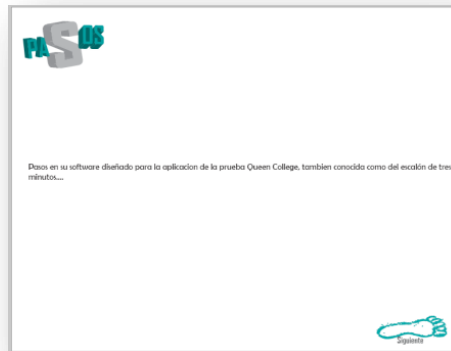 PASOS
Pasos en su software diseñado para la aplicacion de la prueba Queen College, tambien conocida como del escalón de tres
minutos...
Siguiente